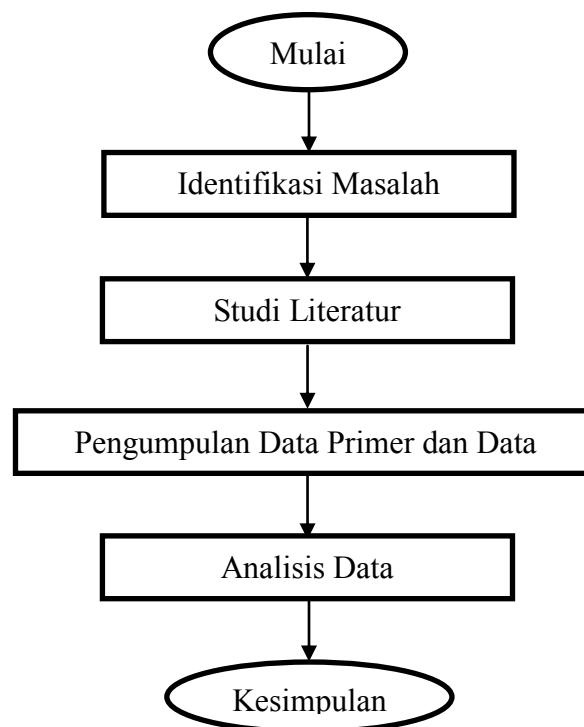 Mulai
Identifikasi Masalah
Studi Literatur
Pengumpulan Data Primer dan Data
Analisis Data
Kesimpulan